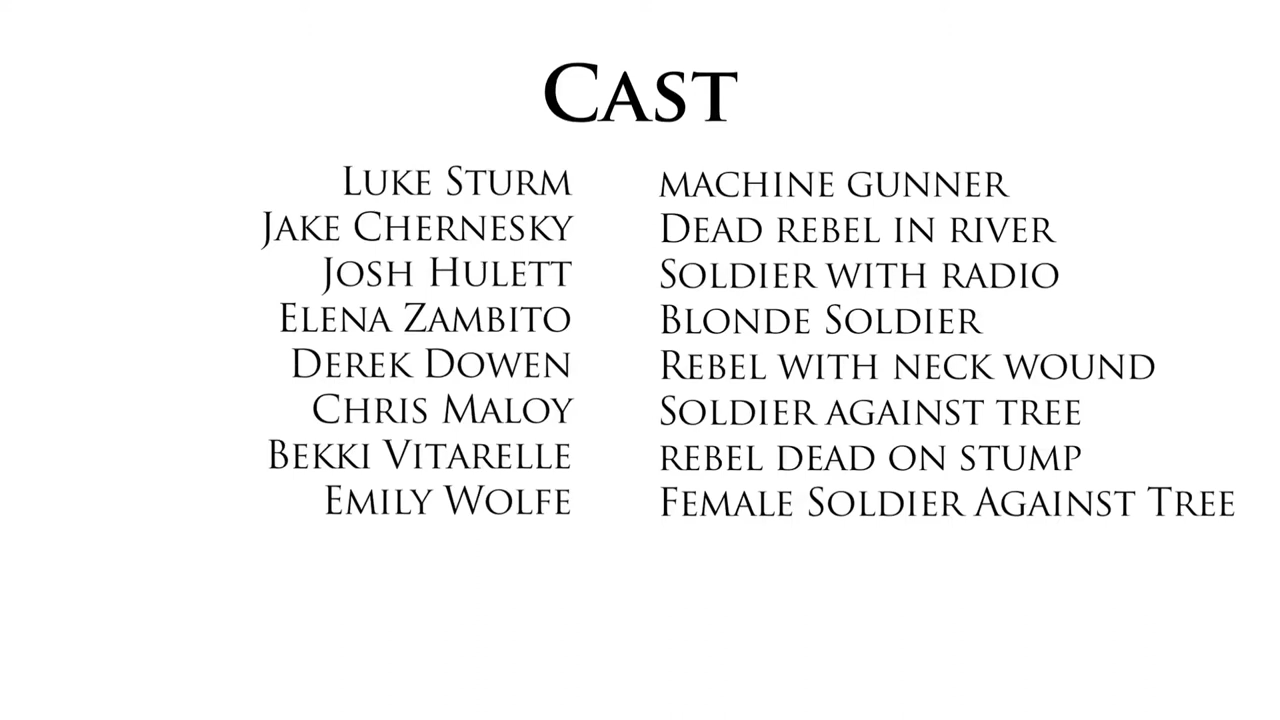 Cast
Luke Sturm machine gunner
Jake Chernesky Dead rebel in river
Josh Hulett Soldier with radio
Elena Zambito Blonde Soldier
Derek Dowen Rebel with neck wound
Chris Maloy Soldier against tree
Bekki Vitarelle rebel dead on stump
Emily Wolfe Female Soldier Against Tree